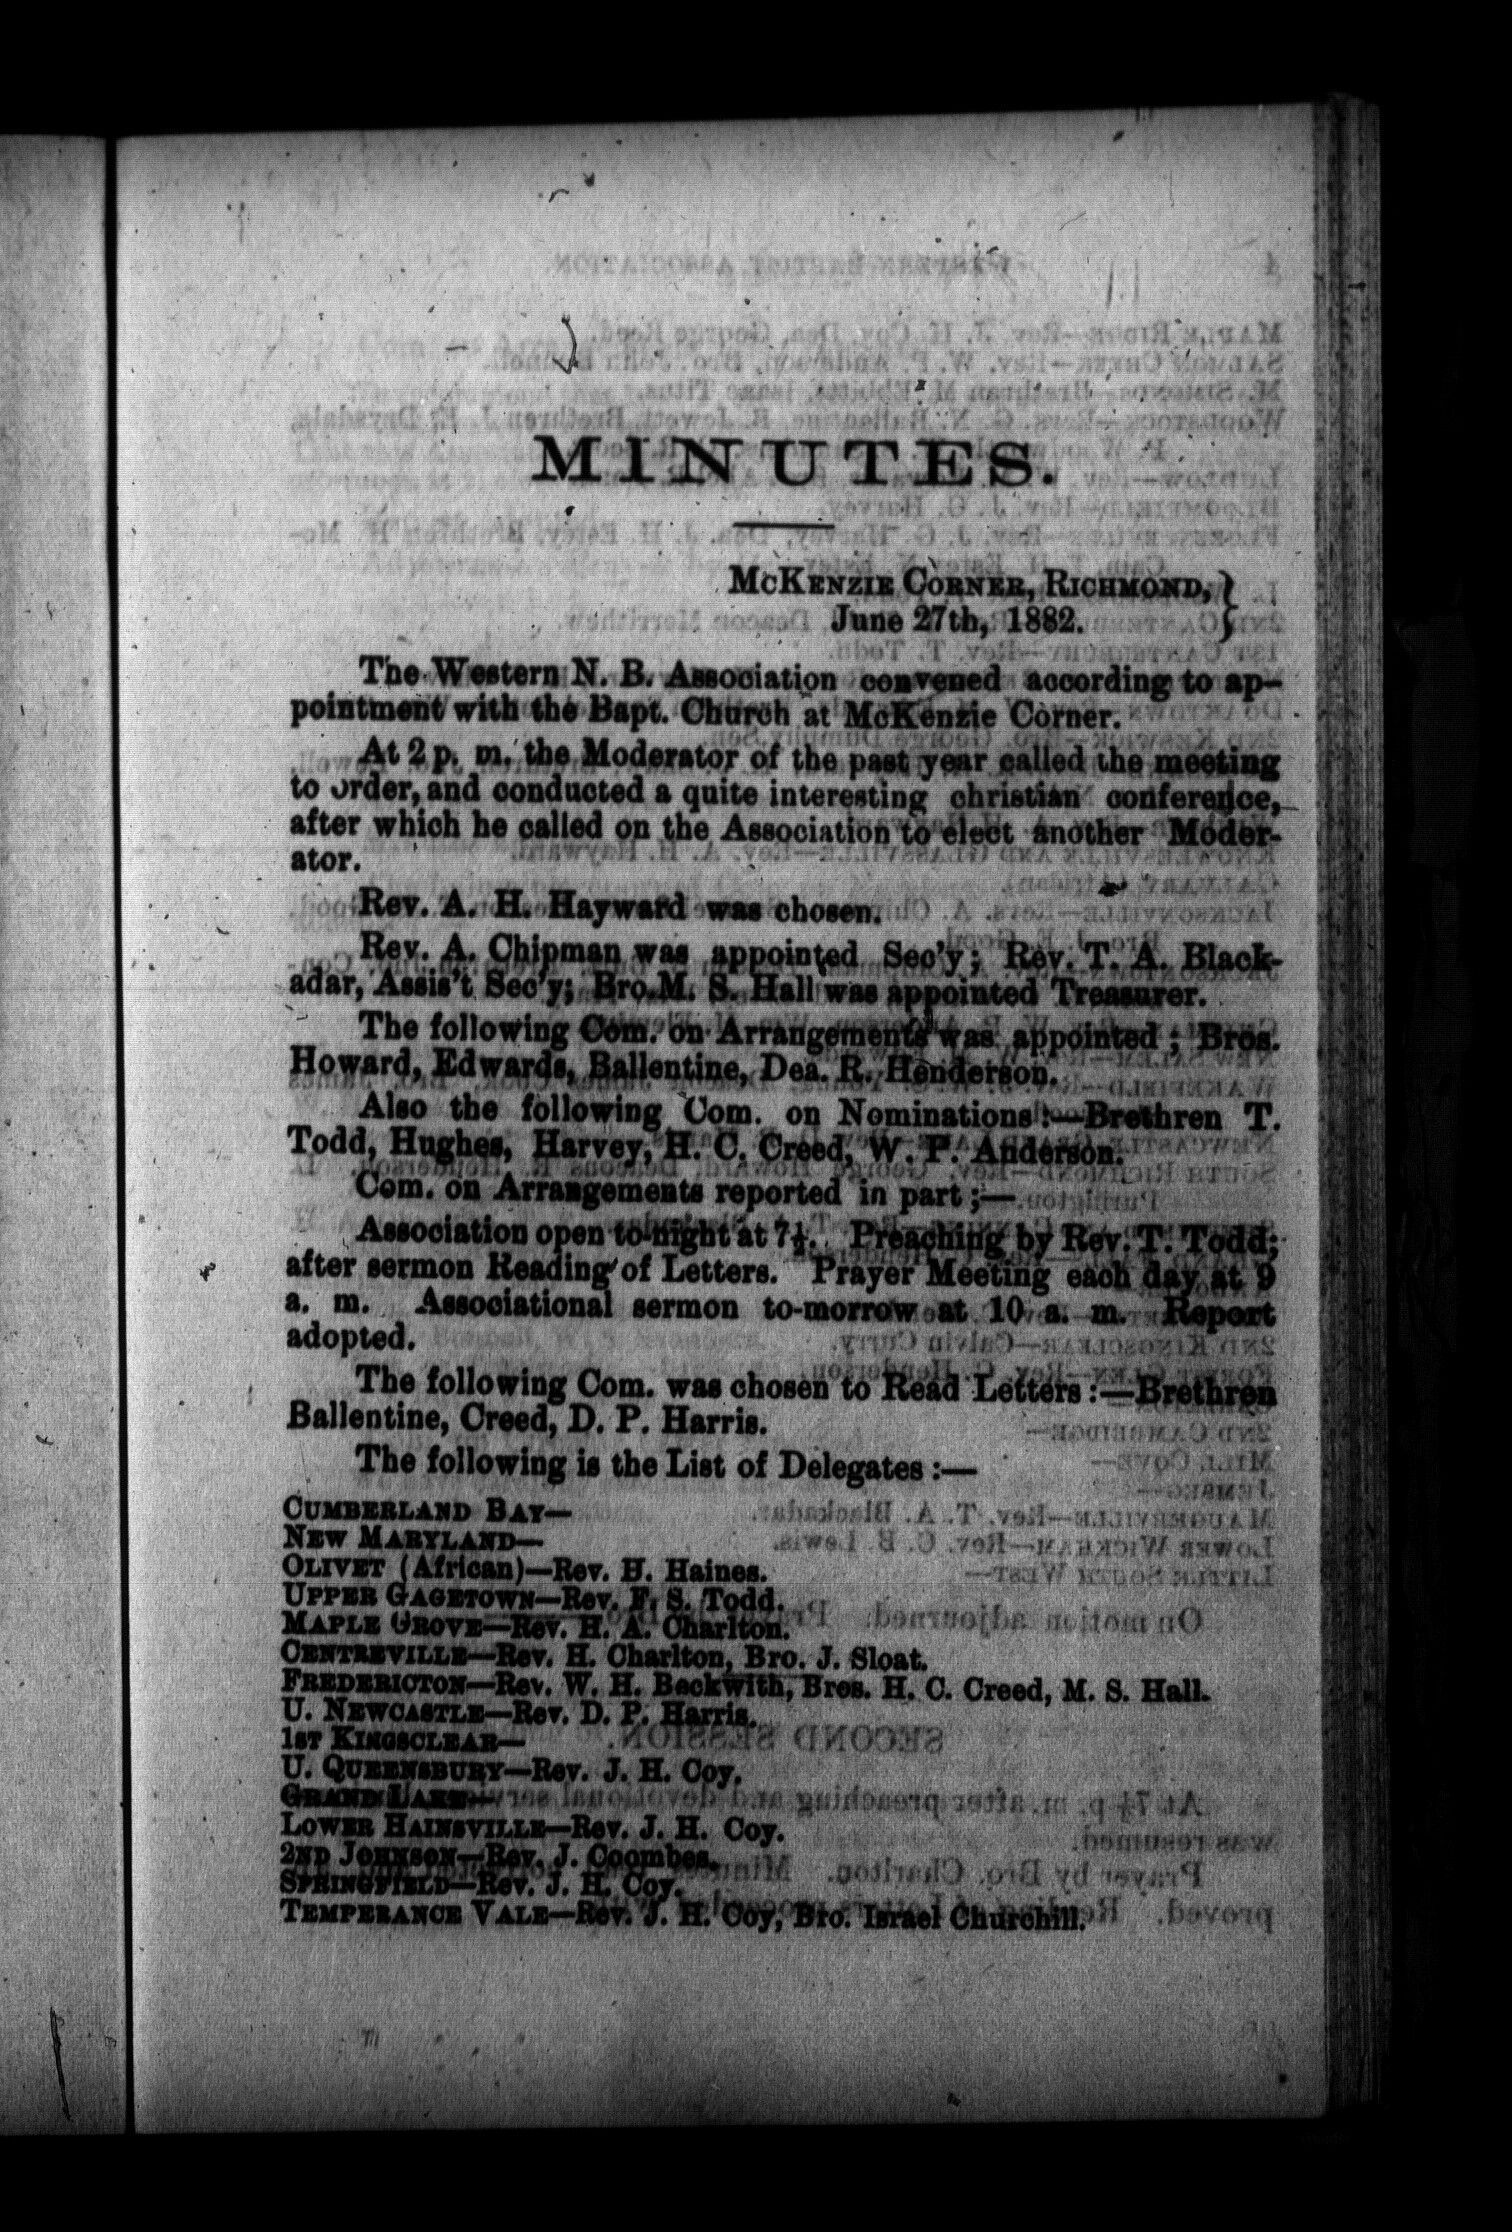 MINUTES.
McKenzie Corner, Richmond,}
June 27th, 1882.
The Western N. B. Association convened according to ap-
pointment with the Bapt. Church at McKenzie Corner.
At 2 p. m. the Moderator of the past year called the meeting
to order, and conducted a quite interesting christian conference,
after which he called on the Association to elect another Moder-
ator.
Rev. A. H. Hayward was chosen.
Rev. A. Chipman was appointed Sec'y; Rev. T. A. Black-
adar, Assis't Sec'y; Bro. M. S. Hall was appointed Treasurer.
The following Com. on Arrangements was appointed; Bros.
Howard, Edwards, Ballentine, Dea. R. Henderson.
Also the following Com. on Nominations:—Brethren T.
Todd, Hughes, Harvey, H. C. Creed, W. P. Anderson.
Com. on Arrangements reported in part;—
Association open to-night at 7½. Preaching by Rev. T. Todd;
after sermon Reading of Letters. Prayer Meeting each day at 9
a. m. Associational sermon to-morrow at 10 a. m. Report
adopted.
The following Com. was chosen to Read Letters:—Brethren
Ballentine, Creed, D. P. Harris.
The following is the List of Delegates:—
Cumberland Bay—
New Maryland—
Olivet (African)—Rev. H. Haines.
Upper Gagetown—Rev. F. S. Todd.
Maple Grove—Rev. H. A. Charlton.
Centreville—Rev. H. Charlton, Bro. J. Sloat.
Fredericton—Rev. W. H. Beckwith, Bros. H. C. Creed, M. S. Hall.
U. Newcastle—Rev. D. P. Harris.
1st Kingsclear—
U. Queensbury—Rev. J. H. Coy.
Grand Lake—
Lower Hainsville—Rev. J. H. Coy.
2nd Johnson—Rev. J. Coombes.
Springfield—Rev. J. H. Coy.
Temperance Vale—Rev. J. H. Coy, Bro. Israel Churchill.